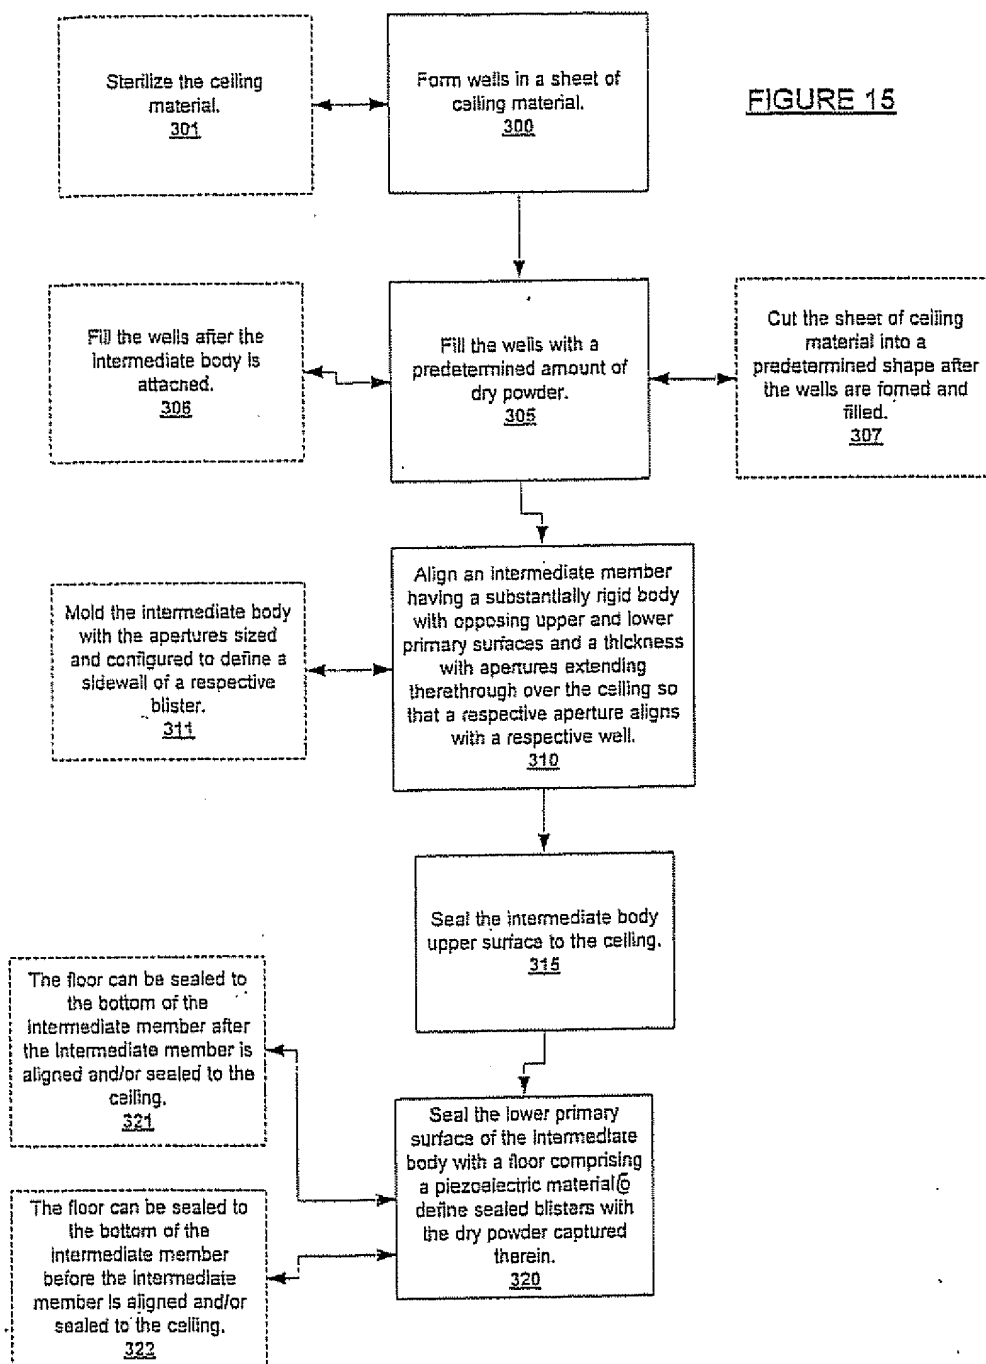 Sterilize the ceiling
material.
301
Form wells in a sheet of
ceiling material.
300
FIGURE 15
Fill the wells after the
intermediate body is
attacned.
306
Fill the wells with a
predetermined amount of
dry powder.
305
Cut the sheet of ceiling
material into a
predetermined shape after
the wells are formed and
filled.
307
Mold the intermediate body
with the apertures sized
and configured to define a
sidewall of a respective
blister.
311
Align an intermediate member
having a substantially rigid body
with opposing upper and lower
primary surfaces and a thickness
with apertures extending
therethrough over the ceiling so
that a respective aperture aligns
with a respective well.
310
Seal the intermediate body
upper surface to the ceiling.
315
The floor can be sealed to
the bottom of the
intermediate member after
the intermediate member is
aligned and/or sealed to the
ceiling.
321
Seal the lower primary
surface of the intermediate
body with a floor comprising
a piezoelectric material to
define sealed blisters with
the dry powder captured
therein.
320
The floor can be sealed to
the bottom of the
intermediate member
before the intermediate
member is aligned and/or
sealed to the ceiling.
322